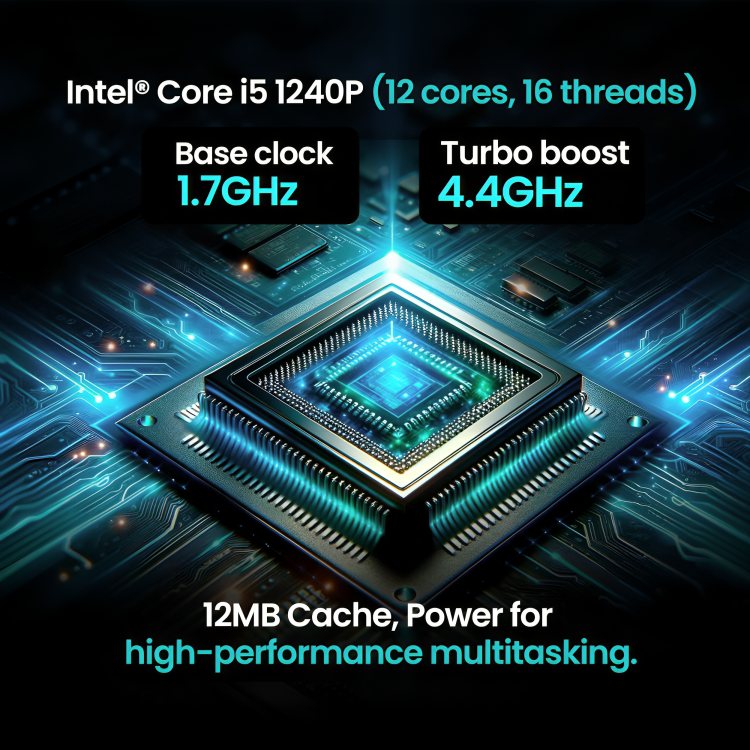 Intel® Core i5 1240P (12 cores, 16 threads)
Base clock
1.7GHz
Turbo boost
4.4GHz
12MB Cache, Power for
high-performance multitasking.